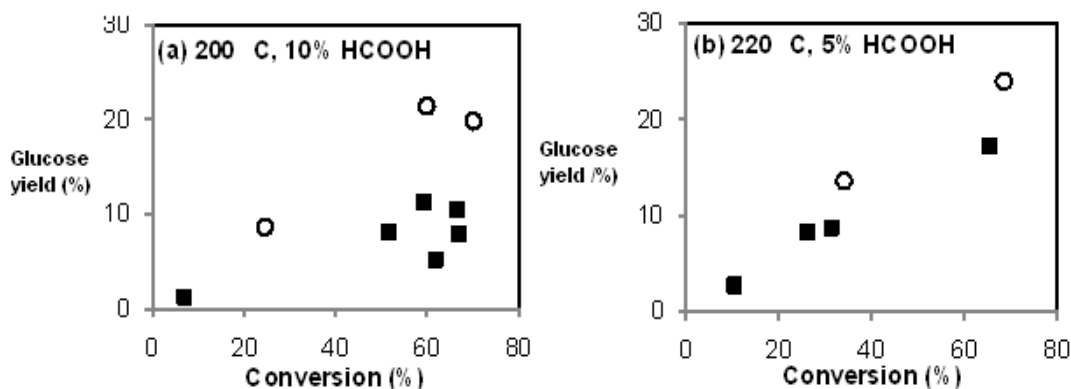 30
(a) 200 C, 10% HCOOH
20
Glucose
yield (%)
10
0
0 20 40 60 80
Conversion (%)
30
(b) 220 C, 5% HCOOH
20
Glucose
yield /%)
10
0
0 20 40 60 80
Conversion (%)